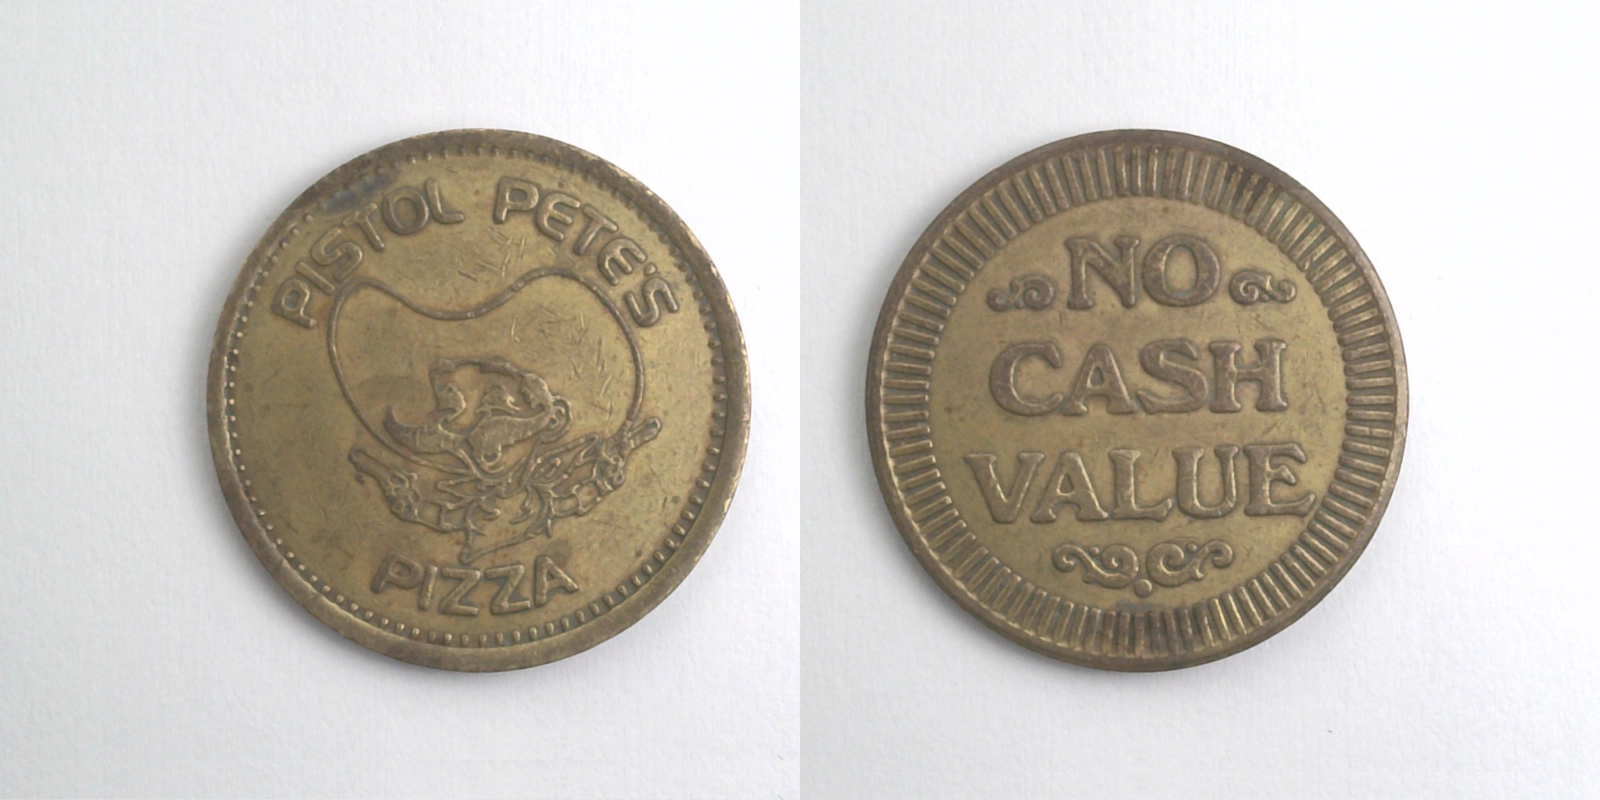 PISTOL PETE'S
PIZZA
NO
CASH
VALUE